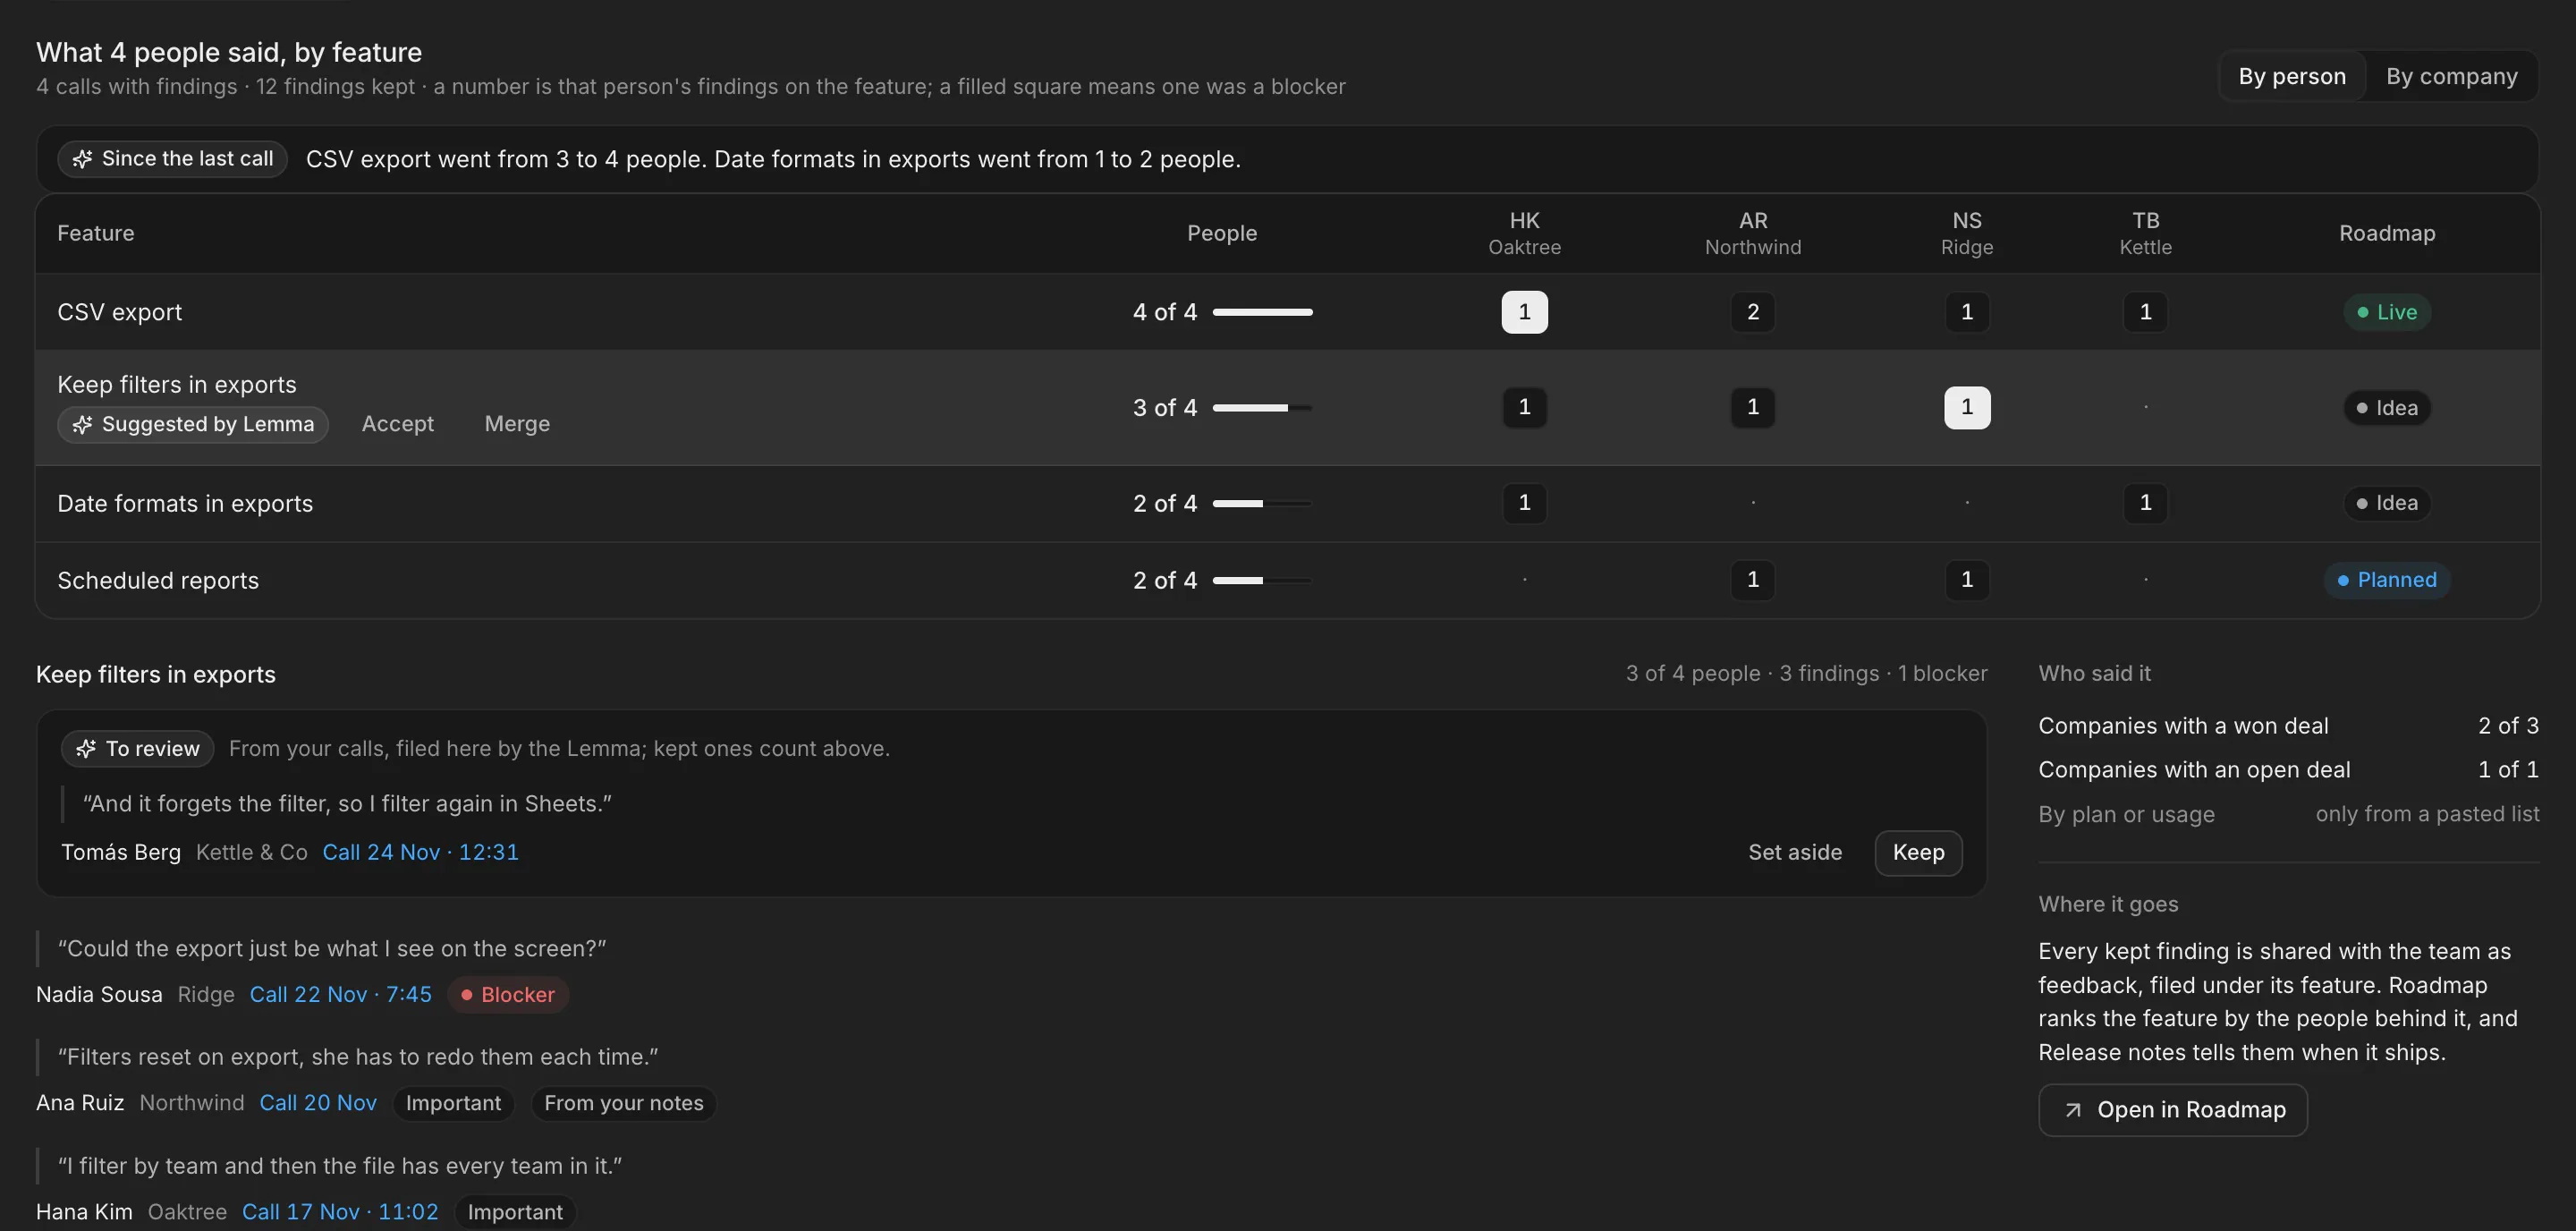 What 4 people said, by feature
4 calls with findings · 12 findings kept · a number is that person's findings on the feature; a filled square means one was a blocker
By person By company
Since the last call CSV export went from 3 to 4 people. Date formats in exports went from 1 to 2 people.
Feature People HK AR NS TB Roadmap
Oaktree Northwind Ridge Kettle
CSV export 4 of 4 1 2 1 1 Live
Keep filters in exports 3 of 4 1 1 1 · Idea
Suggested by Lemma Accept Merge
Date formats in exports 2 of 4 1 · · 1 Idea
Scheduled reports 2 of 4 · 1 1 · Planned
Keep filters in exports 3 of 4 people · 3 findings · 1 blocker
To review From your calls, filed here by the Lemma; kept ones count above.
“And it forgets the filter, so I filter again in Sheets.”
Tomás Berg Kettle & Co Call 24 Nov · 12:31 Set aside Keep
“Could the export just be what I see on the screen?”
Nadia Sousa Ridge Call 22 Nov · 7:45 Blocker
“Filters reset on export, she has to redo them each time.”
Ana Ruiz Northwind Call 20 Nov Important From your notes
“I filter by team and then the file has every team in it.”
Hana Kim Oaktree Call 17 Nov · 11:02 Important
Who said it
Companies with a won deal 2 of 3
Companies with an open deal 1 of 1
By plan or usage only from a pasted list
Where it goes
Every kept finding is shared with the team as
feedback, filed under its feature. Roadmap
ranks the feature by the people behind it, and
Release notes tells them when it ships.
Open in Roadmap